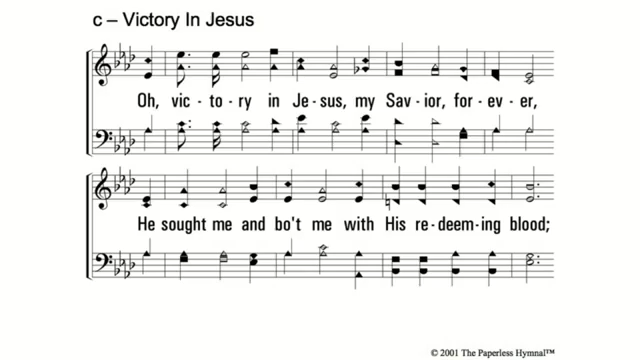 c – Victory In Jesus
Oh, vic - to - ry in Je - sus, my Sav - ior, for - ev - er,
He sought me and bo't me with His re - deem - ing blood;
© 2001 The Paperless Hymnal™